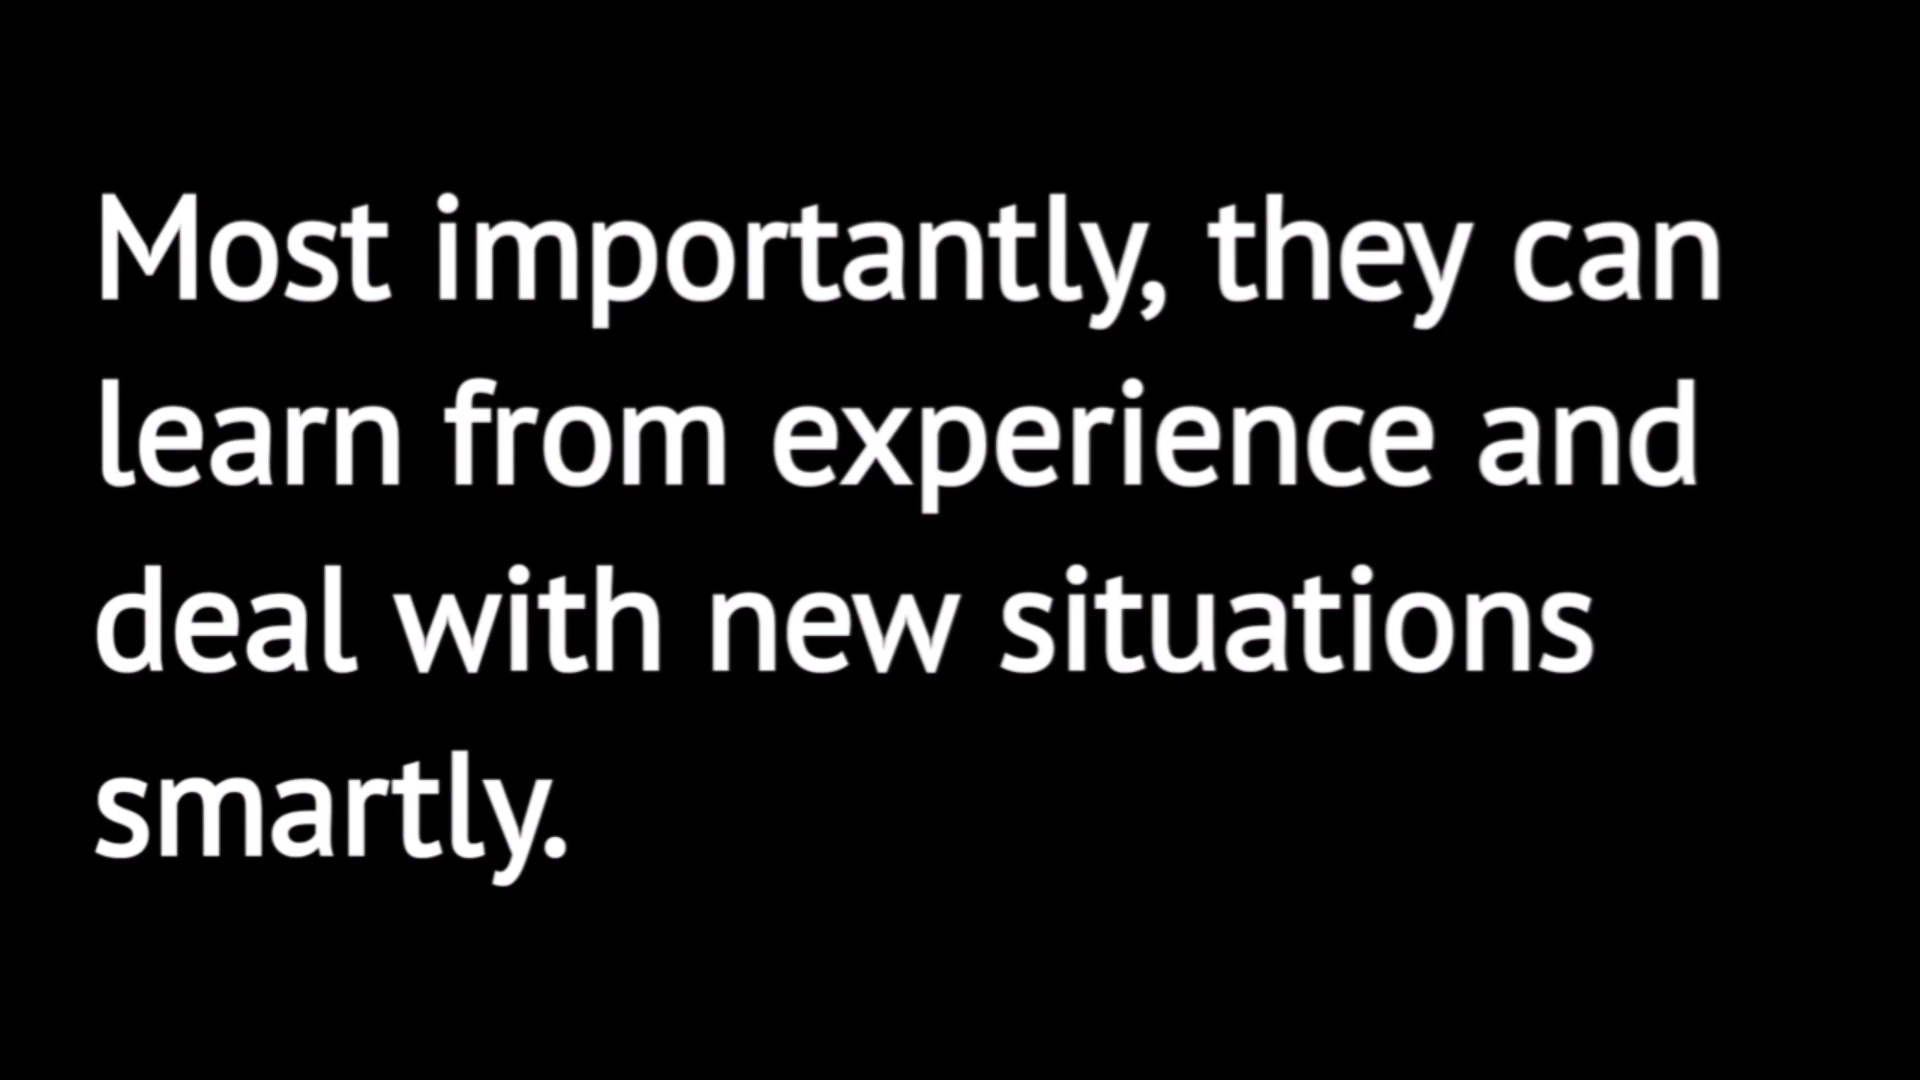 Most importantly, they can
learn from experience and
deal with new situations
smartly.